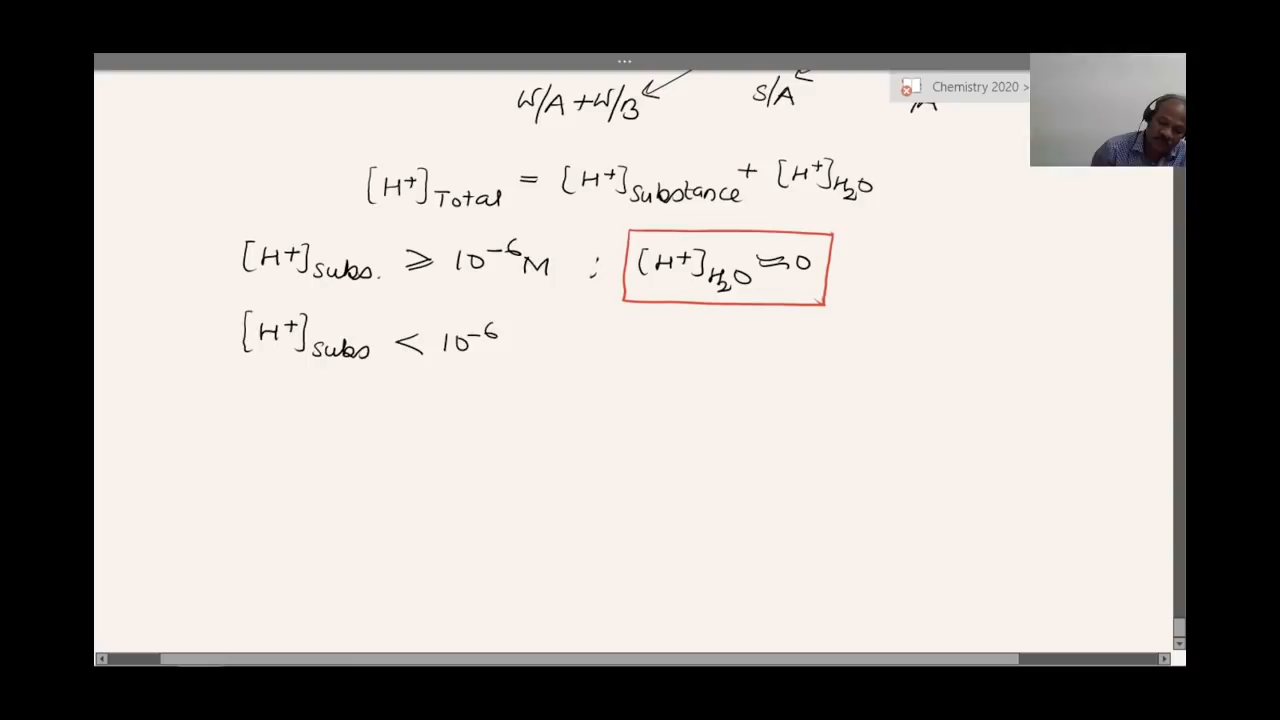 ...
Chemistry 2020 >
W/A + W/B S/A /A
[H+]Total = [H+]Substance + [H+]H2O
[H+]Subs. ⩾ 10⁻⁶ M ; [H+]H2O ≈ 0
[H+]Subs < 10⁻⁶